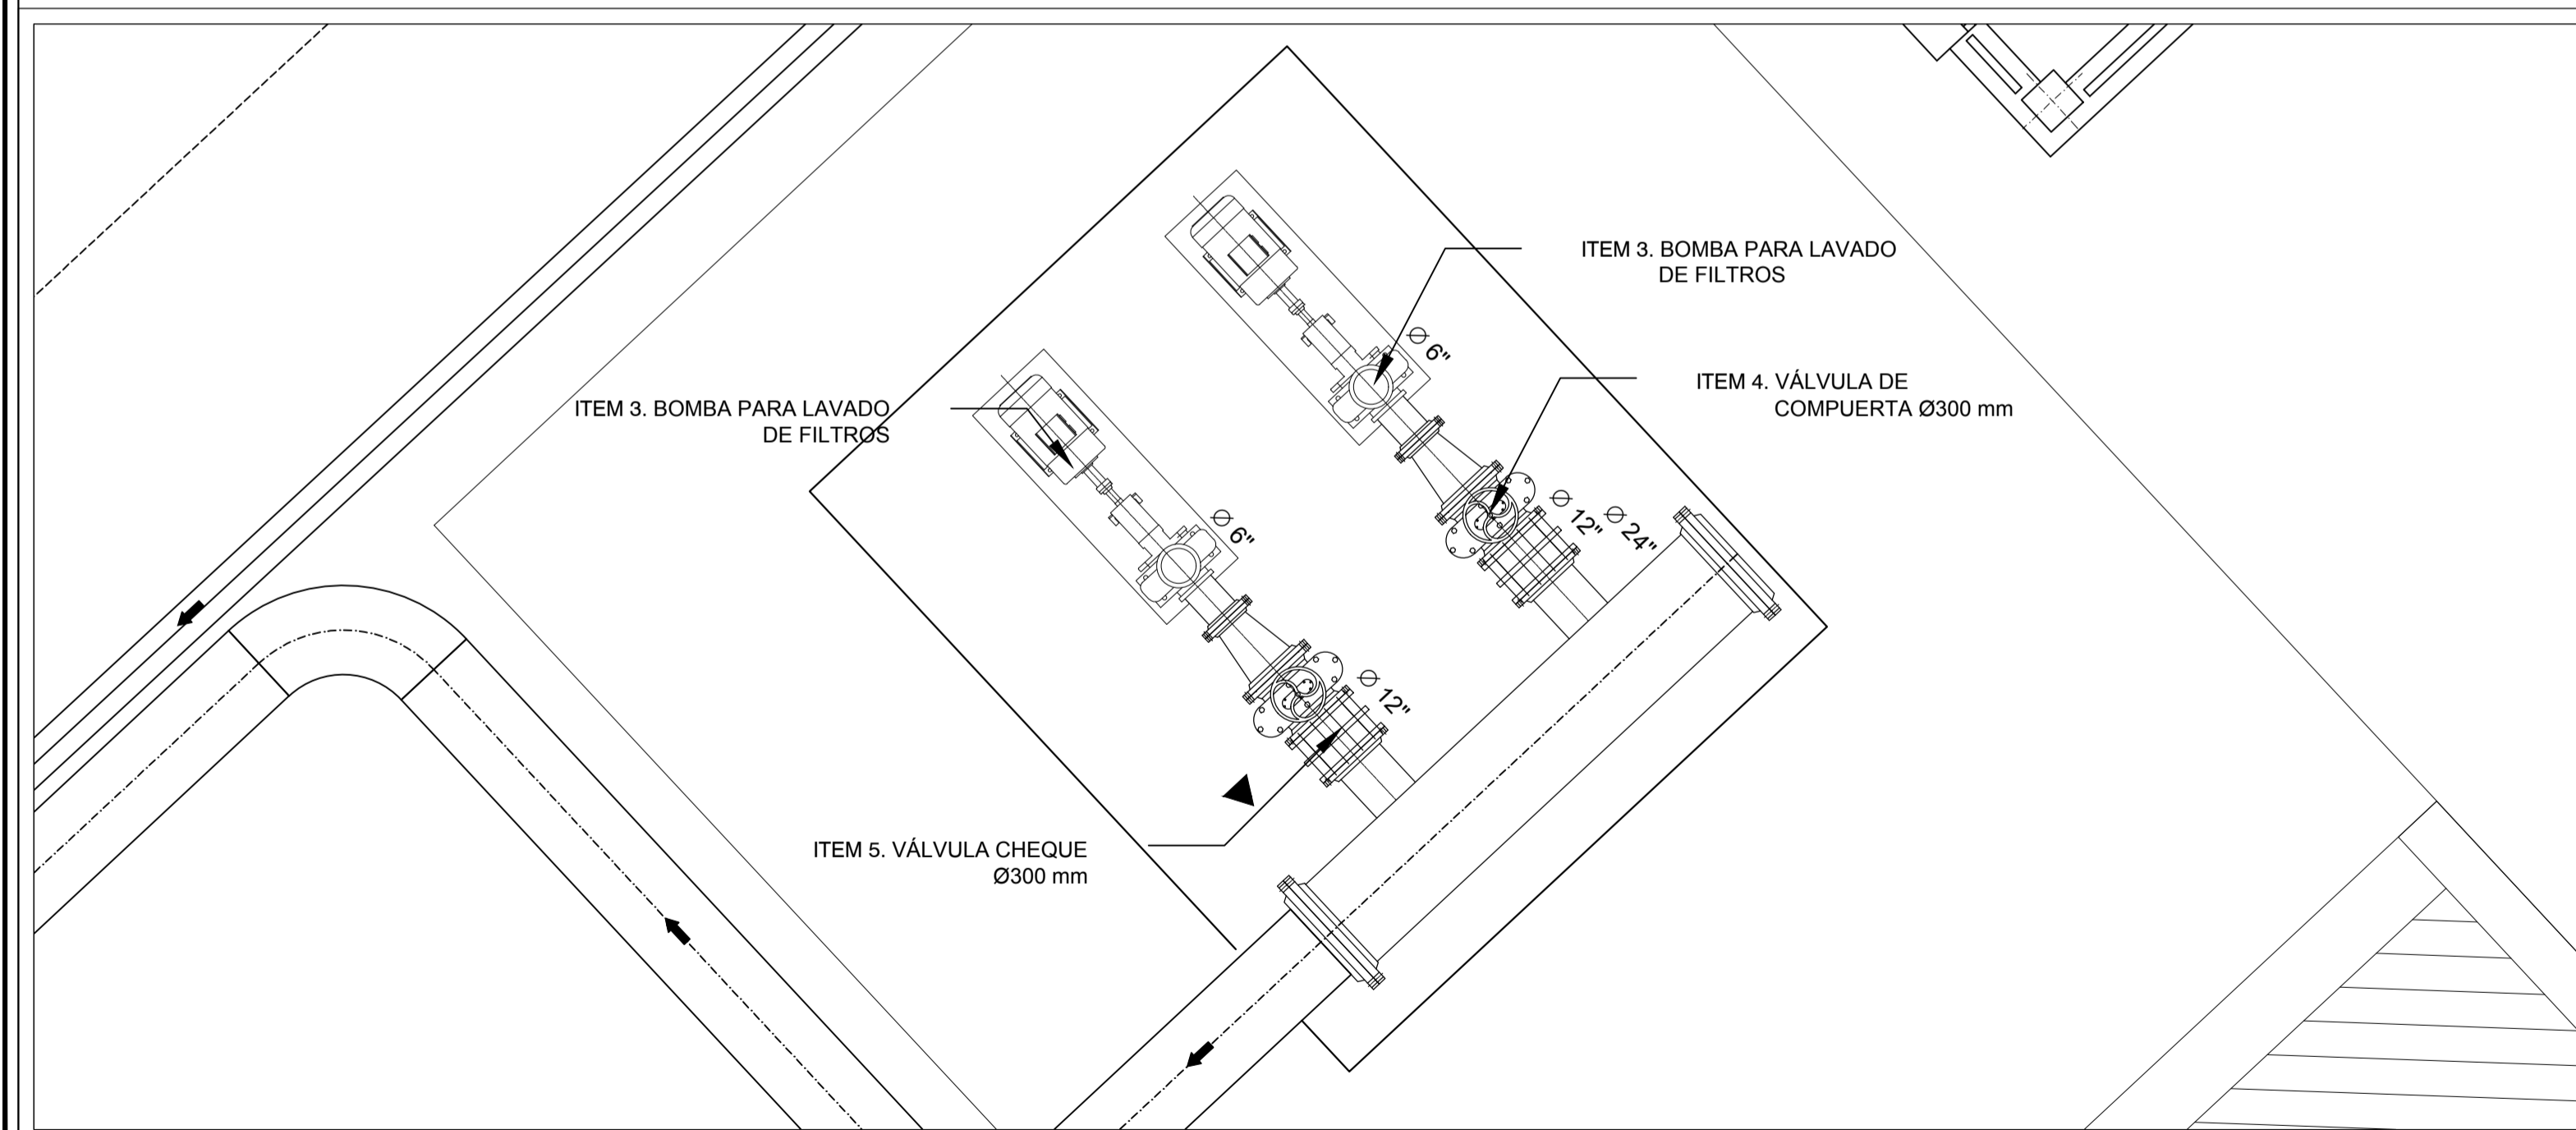 ITEM 3. BOMBA PARA LAVADO
DE FILTROS
Ø 6"
ITEM 4. VÁLVULA DE
COMPUERTA Ø300 mm
ITEM 3. BOMBA PARA LAVADO
DE FILTROS
Ø 12"
Ø 24"
Ø 6"
Ø 12"
ITEM 5. VÁLVULA CHEQUE
Ø300 mm